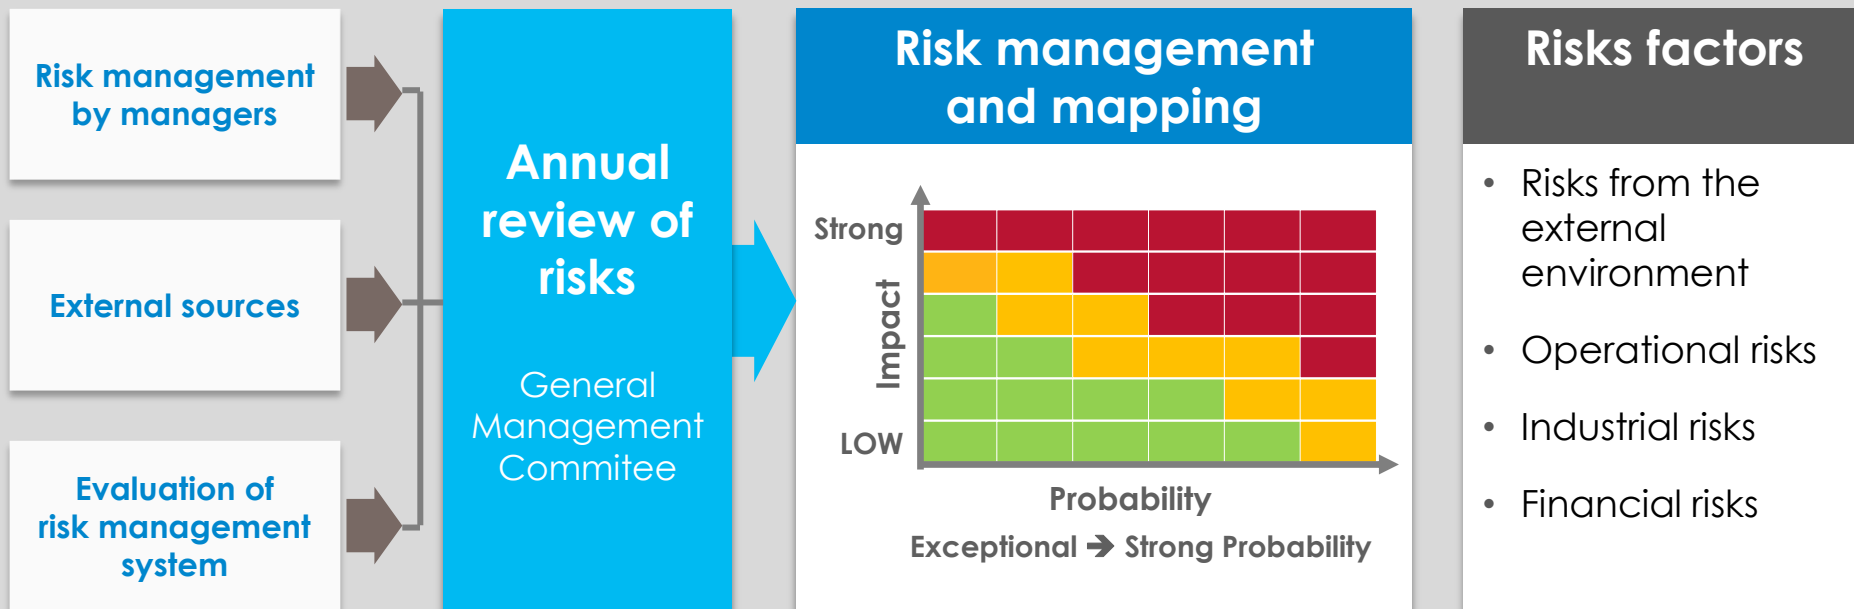 Risk management
by managers
External sources
Evaluation of
risk management
system
Annual
review of
risks
General
Management
Commitee
Risk management
and mapping
Strong
Impact
LOW
Probability
Exceptional ➔ Strong Probability
Risks factors
• Risks from the
external
environment
• Operational risks
• Industrial risks
• Financial risks